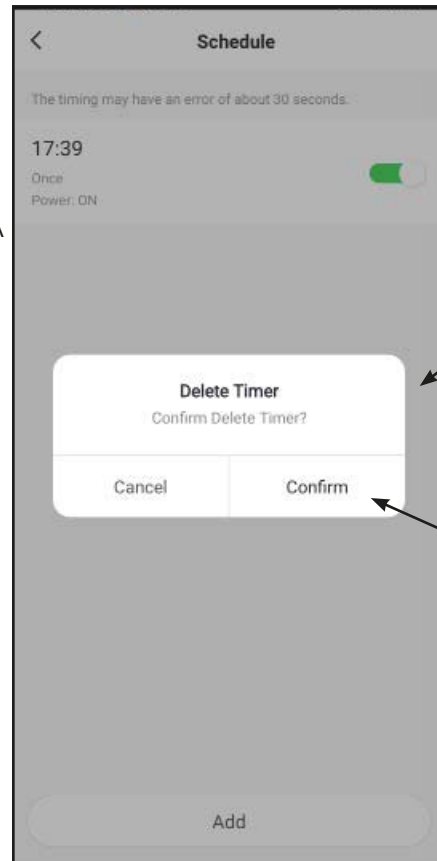 Schedule
The timing may have an error of about 30 seconds.
17:39
Once
Power: ON
Delete Timer
Confirm Delete Timer?
Cancel
Confirm
Add